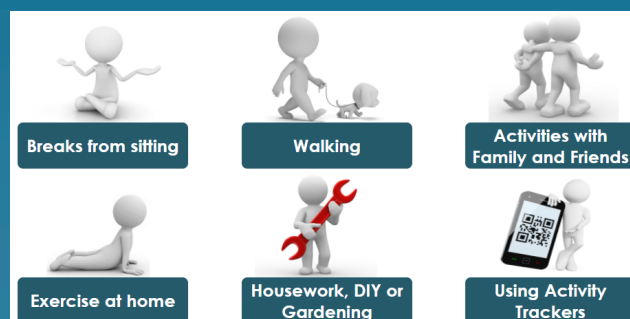 Breaks from sitting
Walking
Activities with
Family and Friends
Exercise at home
Housework, DIY or
Gardening
Using Activity
Trackers